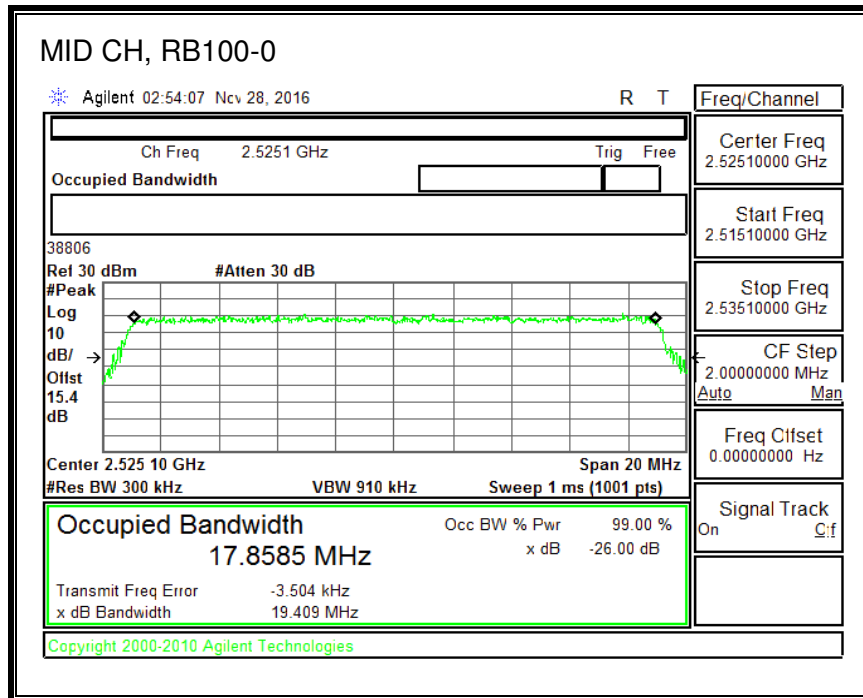 MID CH, RB100-0
Agilent 02:54:07 Nov 28, 2016 R T
Freq/Channel
Ch Freq 2.5251 GHz Trig Free
Occupied Bandwidth
Center Freq
2.52510000 GHz
Start Freq
2.51510000 GHz
Stop Freq
2.53510000 GHz
CF Step
2.00000000 MHz
Auto Man
Freq Offset
0.00000000 Hz
Signal Track
On Off
38806
Ref 30 dBm #Atten 30 dB
#Peak
Log
10
dB/
Offst
15.4
dB
Center 2.525 10 GHz Span 20 MHz
#Res BW 300 kHz VBW 910 kHz Sweep 1 ms (1001 pts)
Occupied Bandwidth
17.8585 MHz
Occ BW % Pwr 99.00 %
x dB -26.00 dB
Transmit Freq Error -3.504 kHz
x dB Bandwidth 19.409 MHz
Copyright 2000-2010 Agilent Technologies